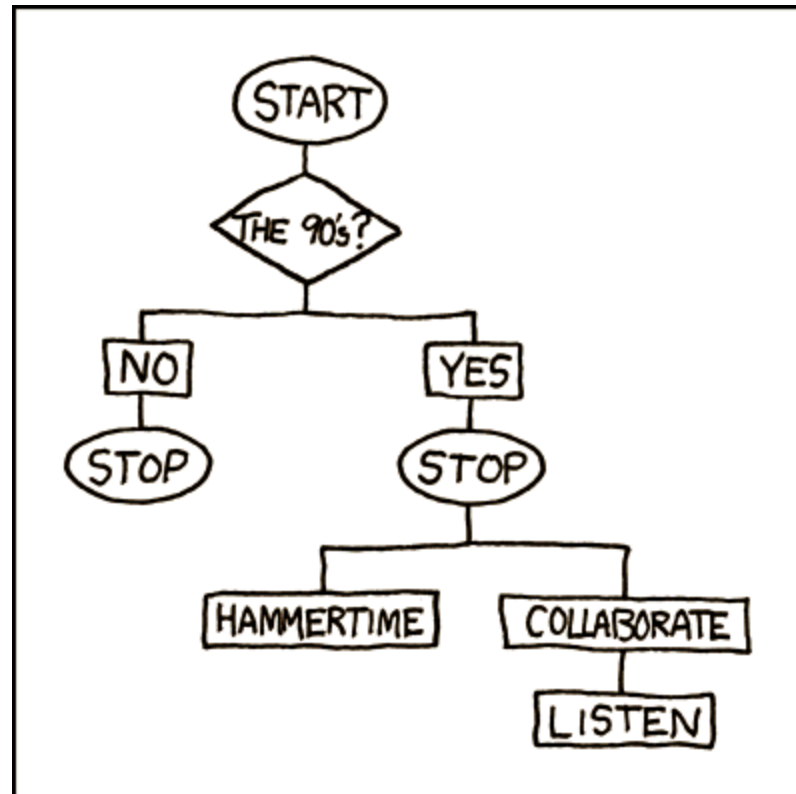 START
THE 90's?
NO
YES
STOP
STOP
HAMMERTIME
COLLABORATE
LISTEN